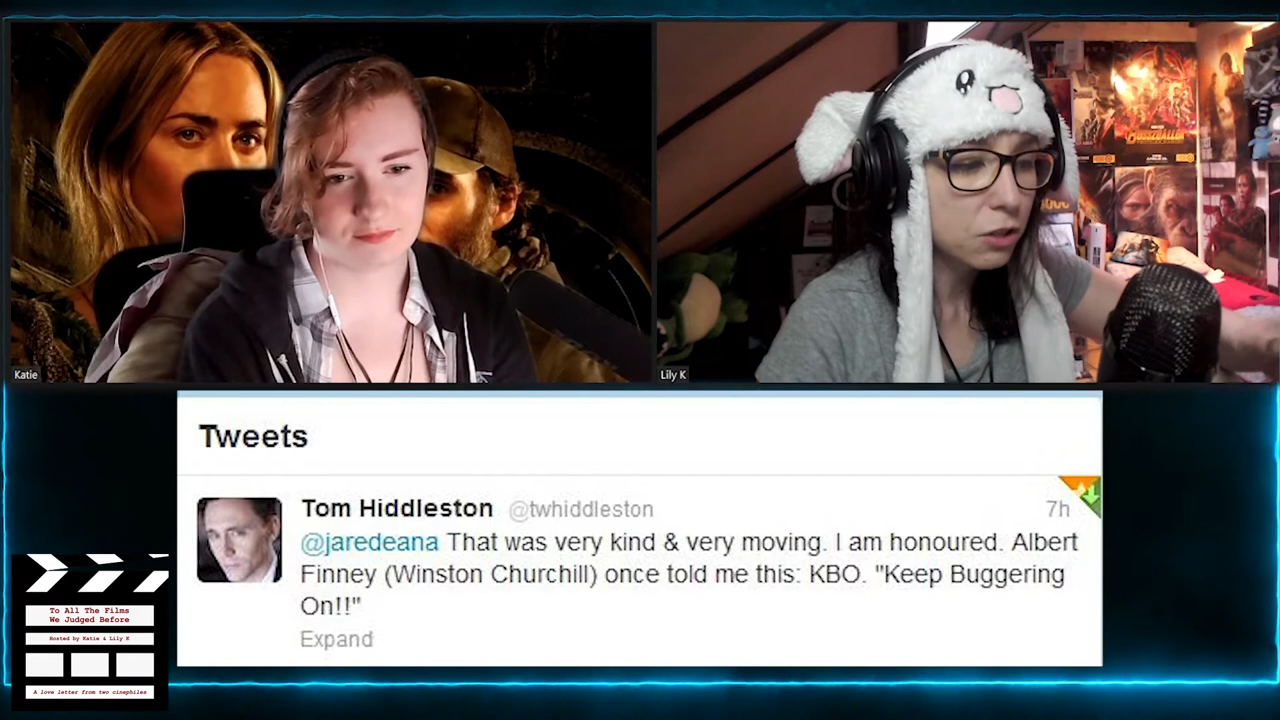 Katie
Lily K
Tweets
Tom Hiddleston @twhiddleston 7h
@jaredeana That was very kind & very moving. I am honoured. Albert
Finney (Winston Churchill) once told me this: KBO. "Keep Buggering
On!!"
Expand
To All The Films
We Judged Before
Hosted by Katie & Lily K
A love letter from two cinephiles